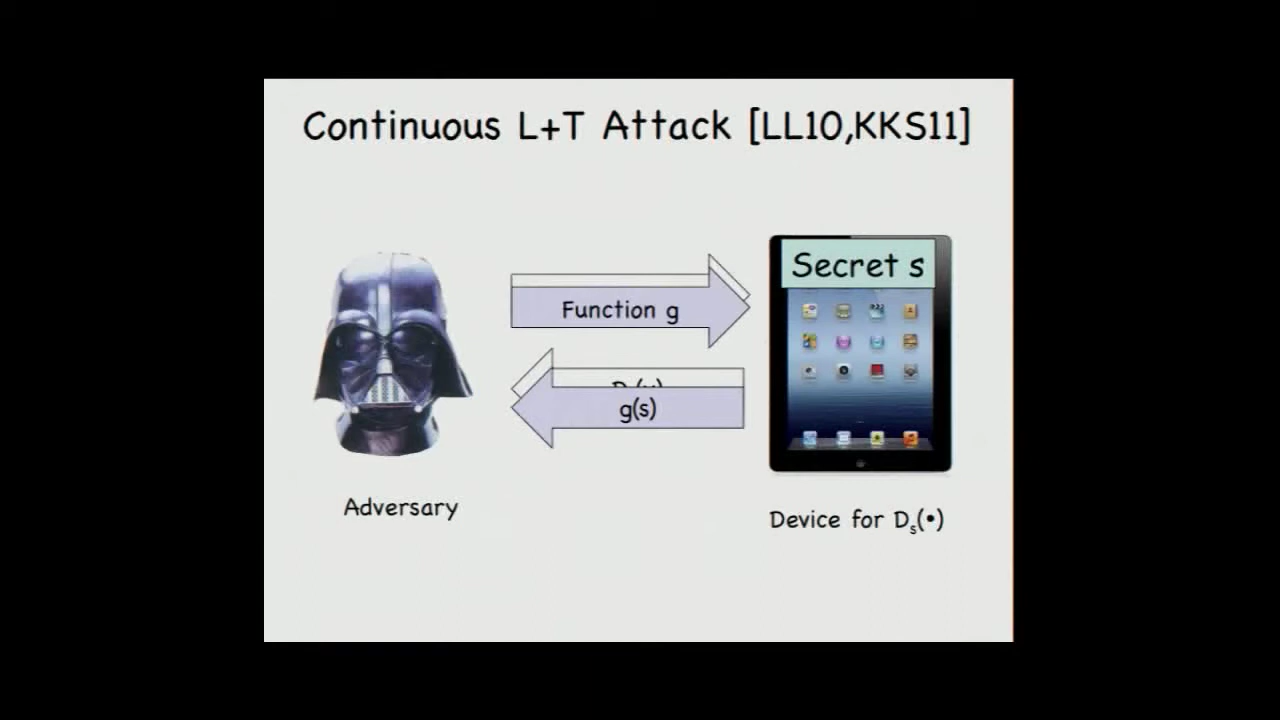 Continuous L+T Attack [LL10,KKS11]
Secret s
Function g
g(s)
Adversary
Device for Dₛ(•)